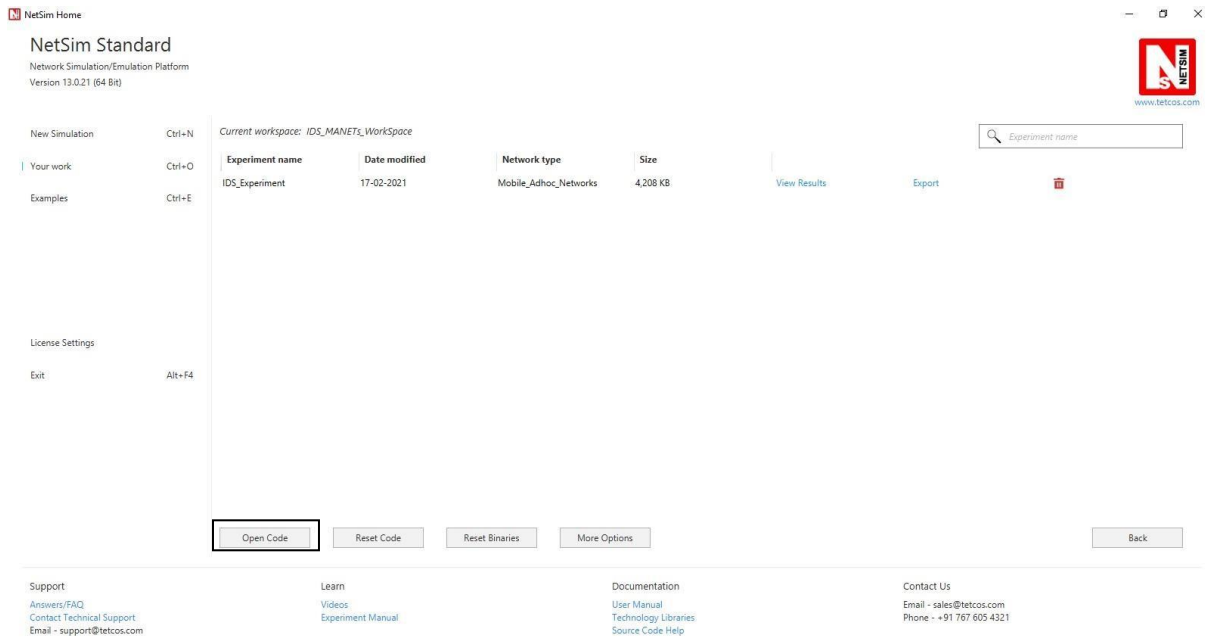 NetSim Home
NetSim Standard
Network Simulation/Emulation Platform
Version 13.0.21 (64 Bit)
NETSIM
www.tetcos.com
New Simulation Ctrl+N
Your work Ctrl+O
Examples Ctrl+E
License Settings
Exit Alt+F4
Current workspace: IDS_MANETs_WorkSpace
Experiment name
Experiment name Date modified Network type Size
IDS_Experiment 17-02-2021 Mobile_Adhoc_Networks 4,208 KB View Results Export
Open Code Reset Code Reset Binaries More Options Back
Support
Answers/FAQ
Contact Technical Support
Email - support@tetcos.com
Learn
Videos
Experiment Manual
Documentation
User Manual
Technology Libraries
Source Code Help
Contact Us
Email - sales@tetcos.com
Phone - +91 767 605 4321